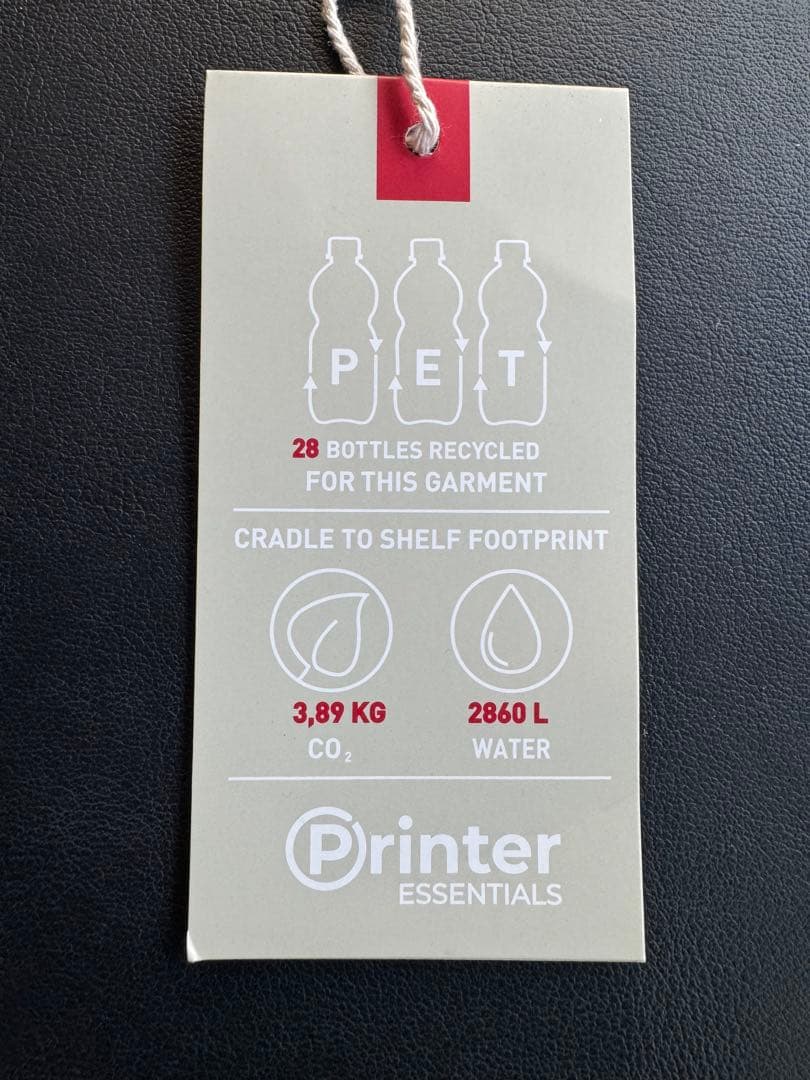 P E T
28 BOTTLES RECYCLED
FOR THIS GARMENT
CRADLE TO SHELF FOOTPRINT
3,89 KG 2860 L
CO₂ WATER
Printer
ESSENTIALS